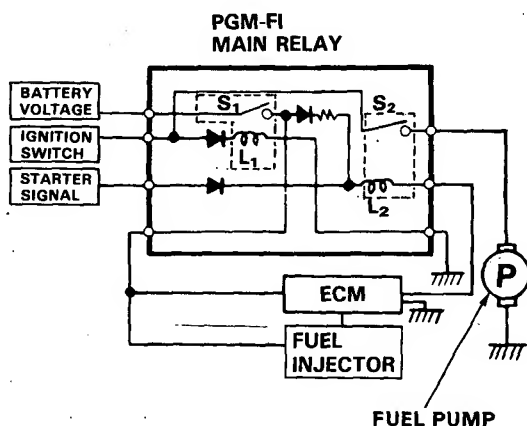 PGM-FI
MAIN RELAY
BATTERY
VOLTAGE
IGNITION
SWITCH
STARTER
SIGNAL
S1
L1
S2
L2
P
ECM
FUEL
INJECTOR
FUEL PUMP